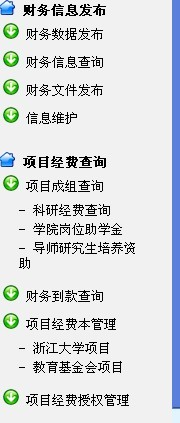 财务信息发布
财务数据发布
财务信息查询
财务文件发布
信息维护
项目经费查询
项目成组查询
– 科研经费查询
– 学院岗位助学金
– 导师研究生培养资
助
财务到款查询
项目经费本管理
– 浙江大学项目
– 教育基金会项目
项目经费授权管理